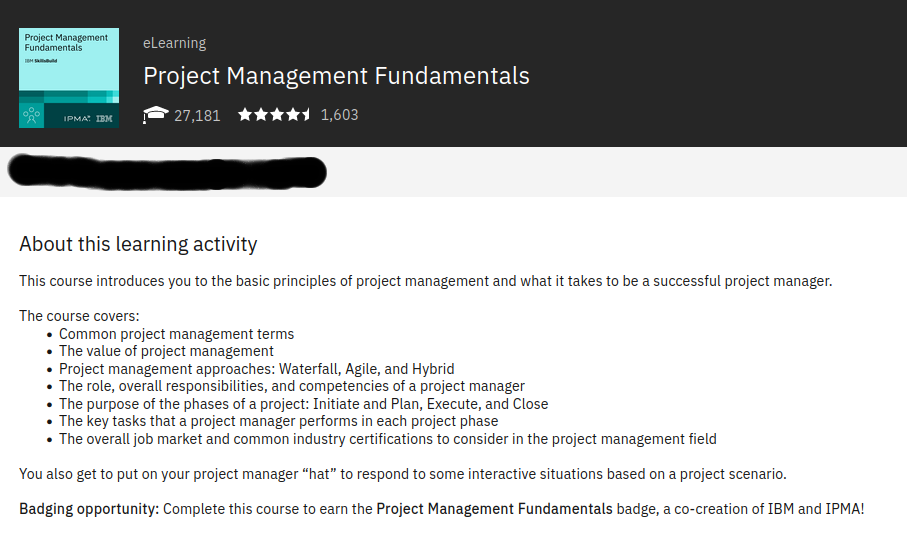 Project Management
Fundamentals
IBM SkillsBuild
IPMA. IBM
eLearning
Project Management Fundamentals
27,181 1,603
About this learning activity
This course introduces you to the basic principles of project management and what it takes to be a successful project manager.
The course covers:
• Common project management terms
• The value of project management
• Project management approaches: Waterfall, Agile, and Hybrid
• The role, overall responsibilities, and competencies of a project manager
• The purpose of the phases of a project: Initiate and Plan, Execute, and Close
• The key tasks that a project manager performs in each project phase
• The overall job market and common industry certifications to consider in the project management field
You also get to put on your project manager “hat” to respond to some interactive situations based on a project scenario.
Badging opportunity: Complete this course to earn the Project Management Fundamentals badge, a co-creation of IBM and IPMA!